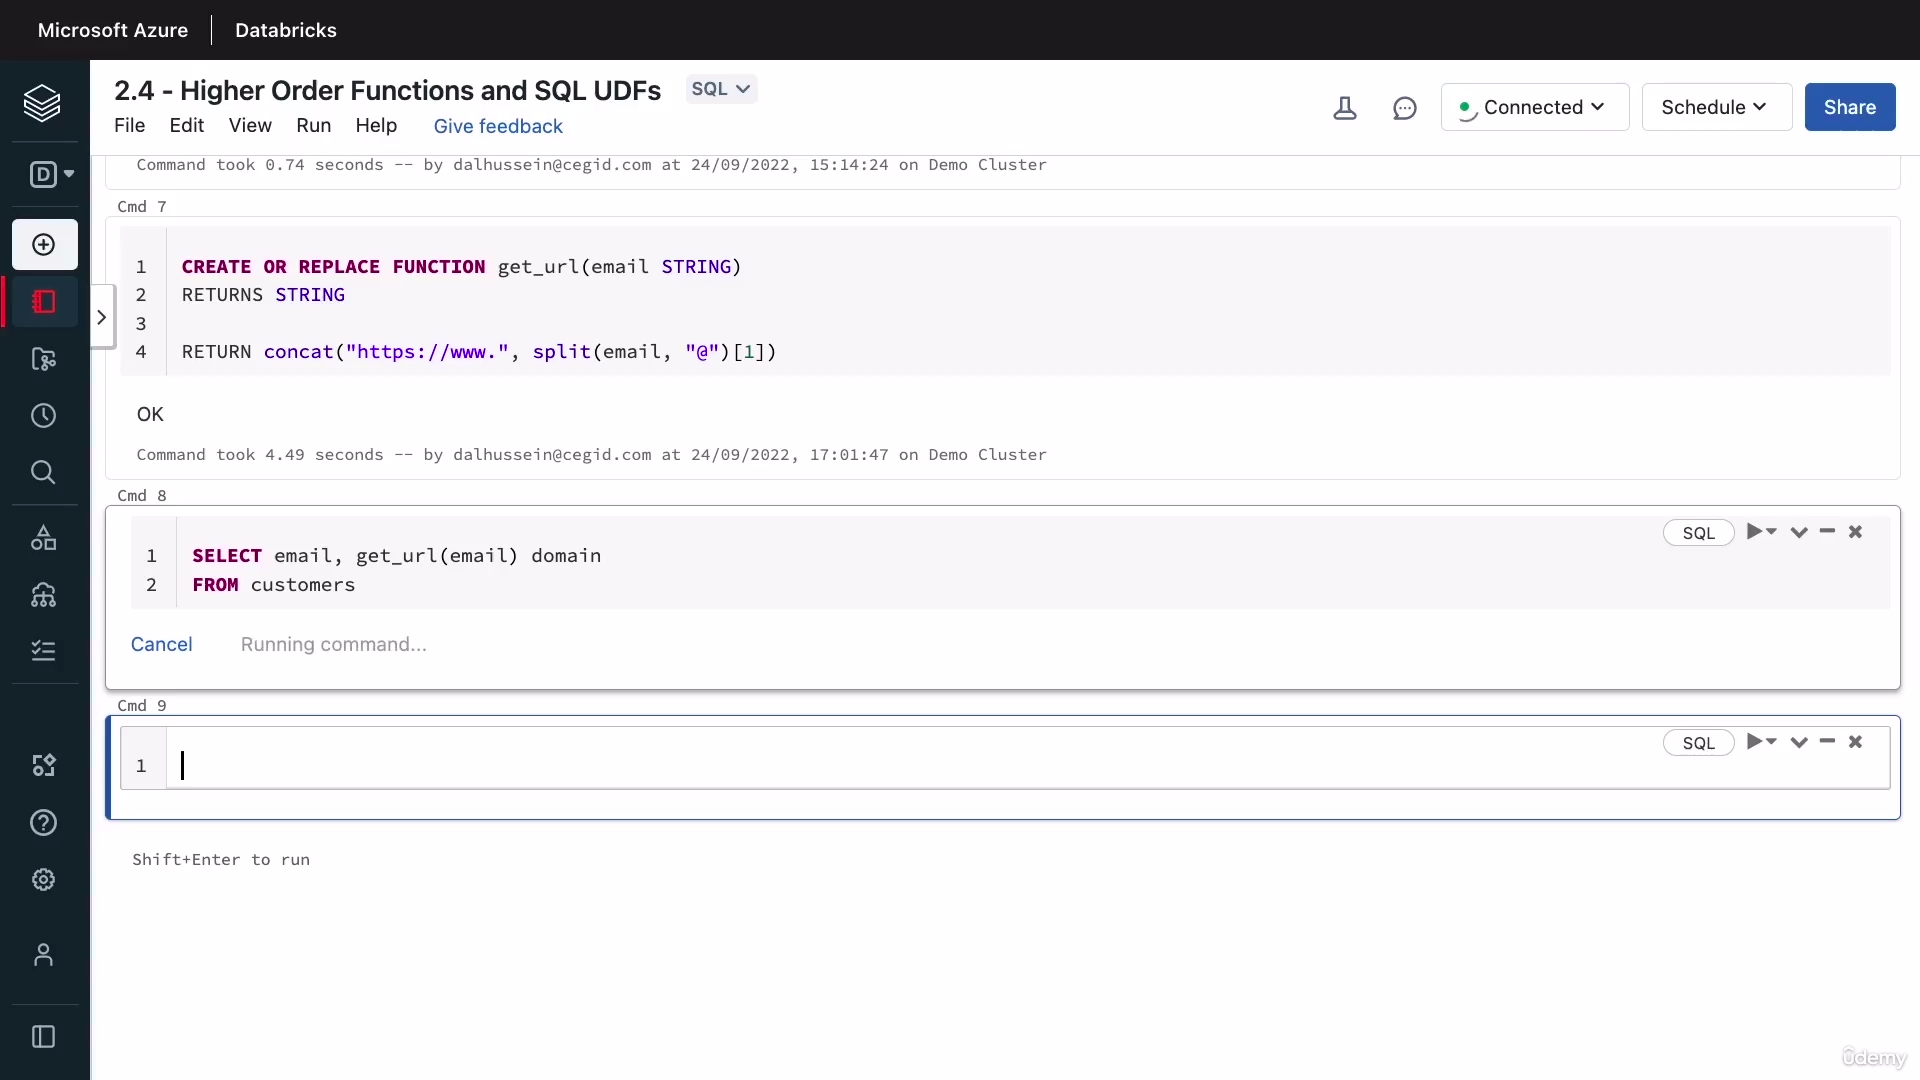 Microsoft Azure
Databricks
2.4 - Higher Order Functions and SQL UDFs
SQL
File
Edit
View
Run
Help
Give feedback
Connected
Schedule
Share
D
Command took 0.74 seconds -- by dalhussein@cegid.com at 24/09/2022, 15:14:24 on Demo Cluster
Cmd 7
1 CREATE OR REPLACE FUNCTION get_url(email STRING)
2 RETURNS STRING
3
4 RETURN concat("https://www.", split(email, "@")[1])
OK
Command took 4.49 seconds -- by dalhussein@cegid.com at 24/09/2022, 17:01:47 on Demo Cluster
Cmd 8
SQL
1 SELECT email, get_url(email) domain
2 FROM customers
Cancel
Running command...
Cmd 9
SQL
1
Shift+Enter to run
udemy